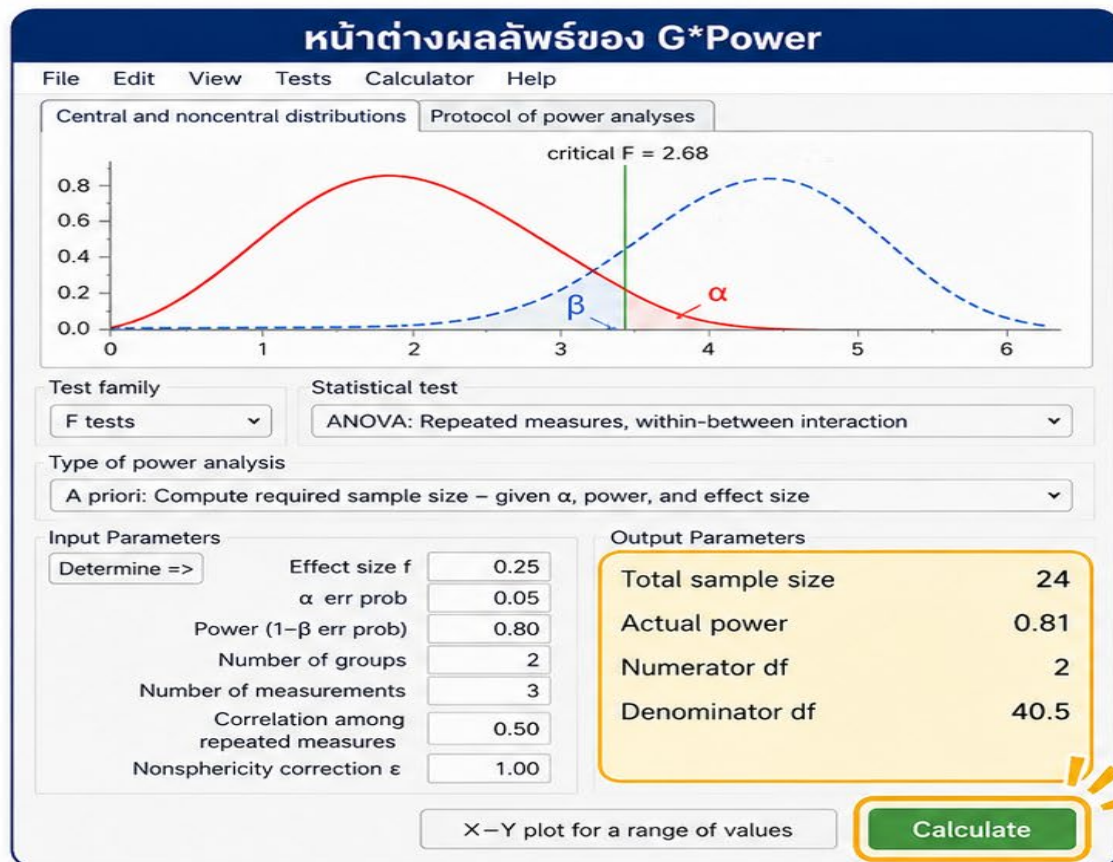 หน้าต่างผลลัพธ์ของ G*Power
File Edit View Tests Calculator Help
Central and noncentral distributions Protocol of power analyses
critical F = 2.68
0.8
0.6
0.4
0.2
0.0
β
α
0 1 2 3 4 5 6
Test family Statistical test
F tests ANOVA: Repeated measures, within-between interaction
Type of power analysis
A priori: Compute required sample size – given α, power, and effect size
Input Parameters
Determine =>
Effect size f 0.25
α err prob 0.05
Power (1–β err prob) 0.80
Number of groups 2
Number of measurements 3
Correlation among
repeated measures 0.50
Nonsphericity correction ε 1.00
Output Parameters
Total sample size 24
Actual power 0.81
Numerator df 2
Denominator df 40.5
X–Y plot for a range of values Calculate